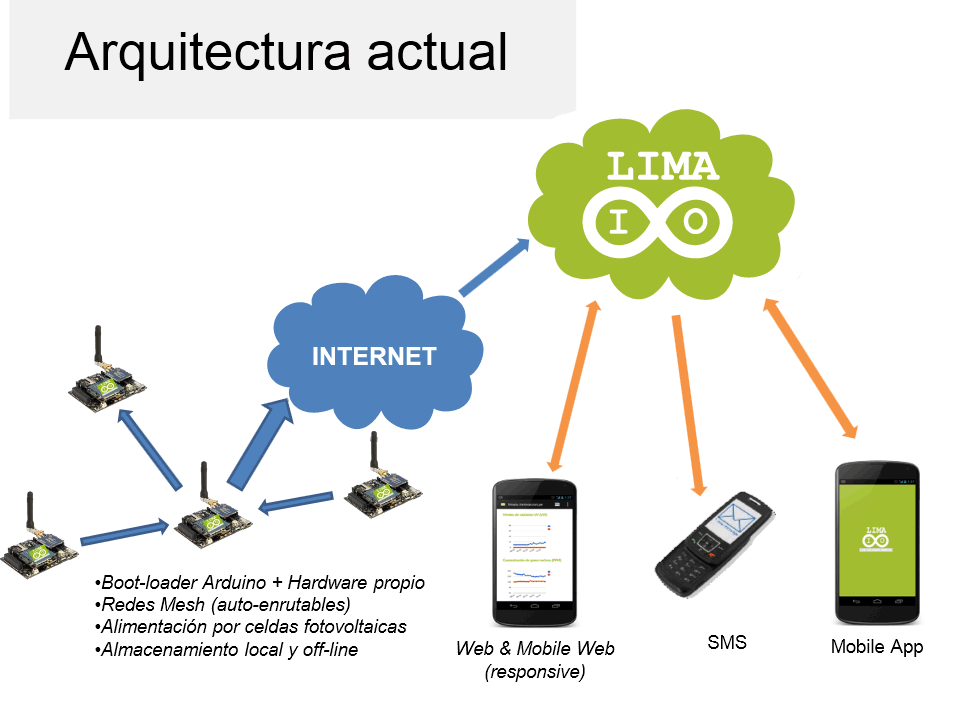 Arquitectura actual
LIMA
I O
INTERNET
•Boot-loader Arduino + Hardware propio
•Redes Mesh (auto-enrutables)
•Alimentación por celdas fotovoltaicas
•Almacenamiento local y off-line
Web & Mobile Web
(responsive)
SMS
LIMA
I O
Mobile App